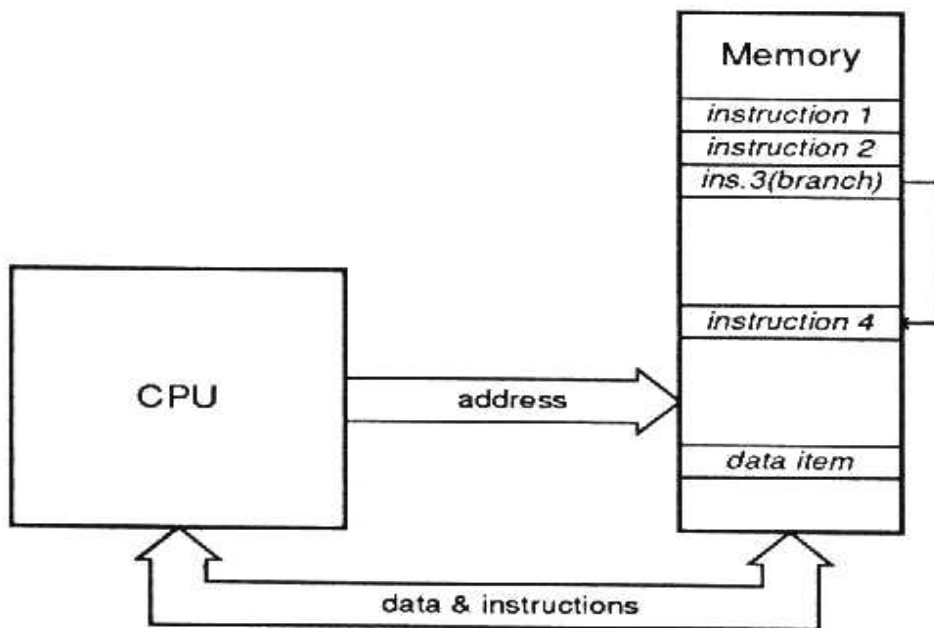 Memory
instruction 1
instruction 2
ins.3(branch)
instruction 4
CPU
address
data item
data & instructions